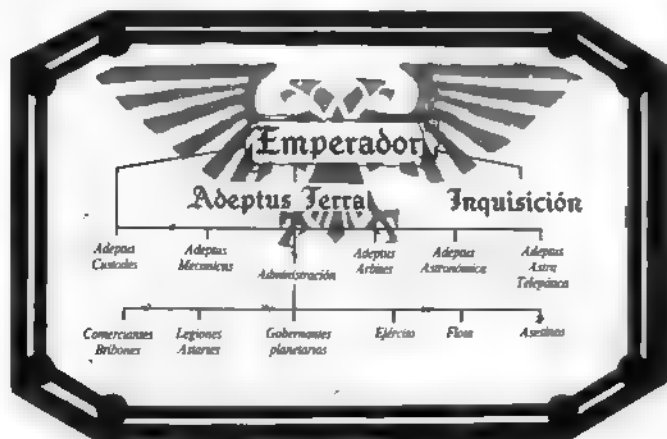 Emperador
Adeptus Terra
Inquisición
Adeptus
Custodes
Adeptus
Mecanicus
Administración
Adeptus
Arbites
Adeptus
Astronómica
Adeptus
Astra
Telepática
Comerciantes
Bribones
Legiones
Astartes
Gobernantes
planetarios
Ejército
Flota
Asesinos